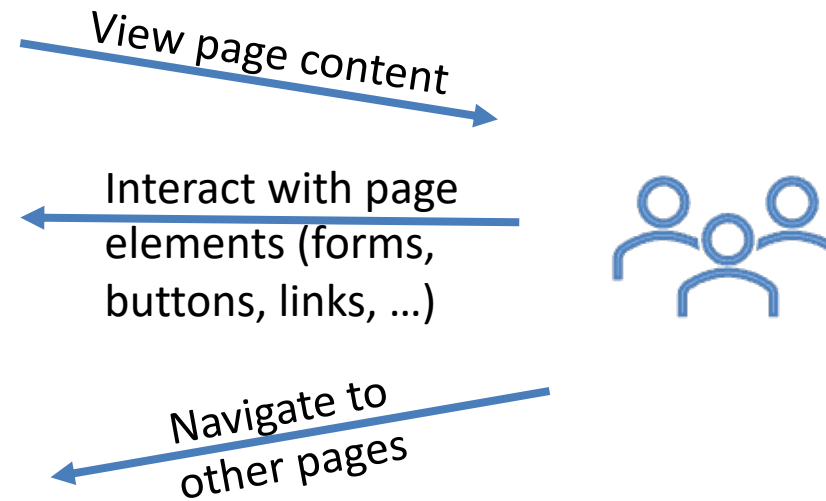 View page content
Interact with page
elements (forms,
buttons, links, …)
Navigate to
other pages